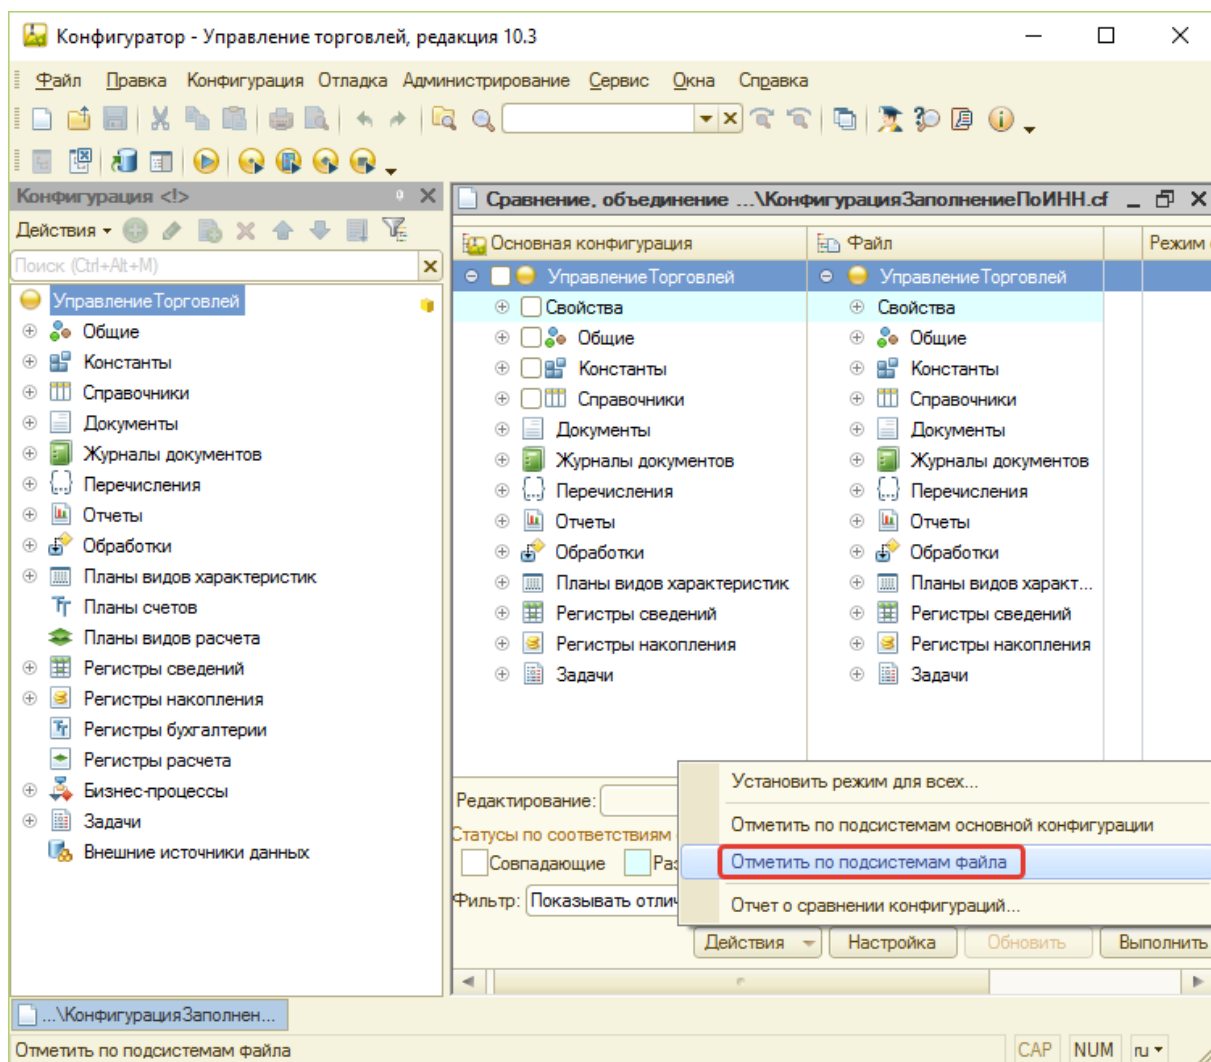 Конфигуратор - Управление торговлей, редакция 10.3
Файл Правка Конфигурация Отладка Администрирование Сервис Окна Справка
Конфигурация <!>
Действия
Поиск (Ctrl+Alt+M)
УправлениеТорговлей
Общие
Константы
Справочники
Документы
Журналы документов
Перечисления
Отчеты
Обработки
Планы видов характеристик
Планы счетов
Планы видов расчета
Регистры сведений
Регистры накопления
Регистры бухгалтерии
Регистры расчета
Бизнес-процессы
Задачи
Внешние источники данных
Сравнение, объединение ...\КонфигурацияЗаполнениеПоИНН.cf
Основная конфигурация Файл Режим
УправлениеТорговлей УправлениеТорговлей
Свойства Свойства
Общие Общие
Константы Константы
Справочники Справочники
Документы Документы
Журналы документов Журналы документов
Перечисления Перечисления
Отчеты Отчеты
Обработки Обработки
Планы видов характеристик Планы видов характ...
Регистры сведений Регистры сведений
Регистры накопления Регистры накопления
Задачи Задачи
Редактирование:
Статусы по соответствиям
Совпадающие Раз
Фильтр: Показывать отлич
Установить режим для всех...
Отметить по подсистемам основной конфигурации
Отметить по подсистемам файла
Отчет о сравнении конфигураций...
Действия Настройка Обновить Выполнить
...\КонфигурацияЗаполнен...
Отметить по подсистемам файла CAP NUM ru